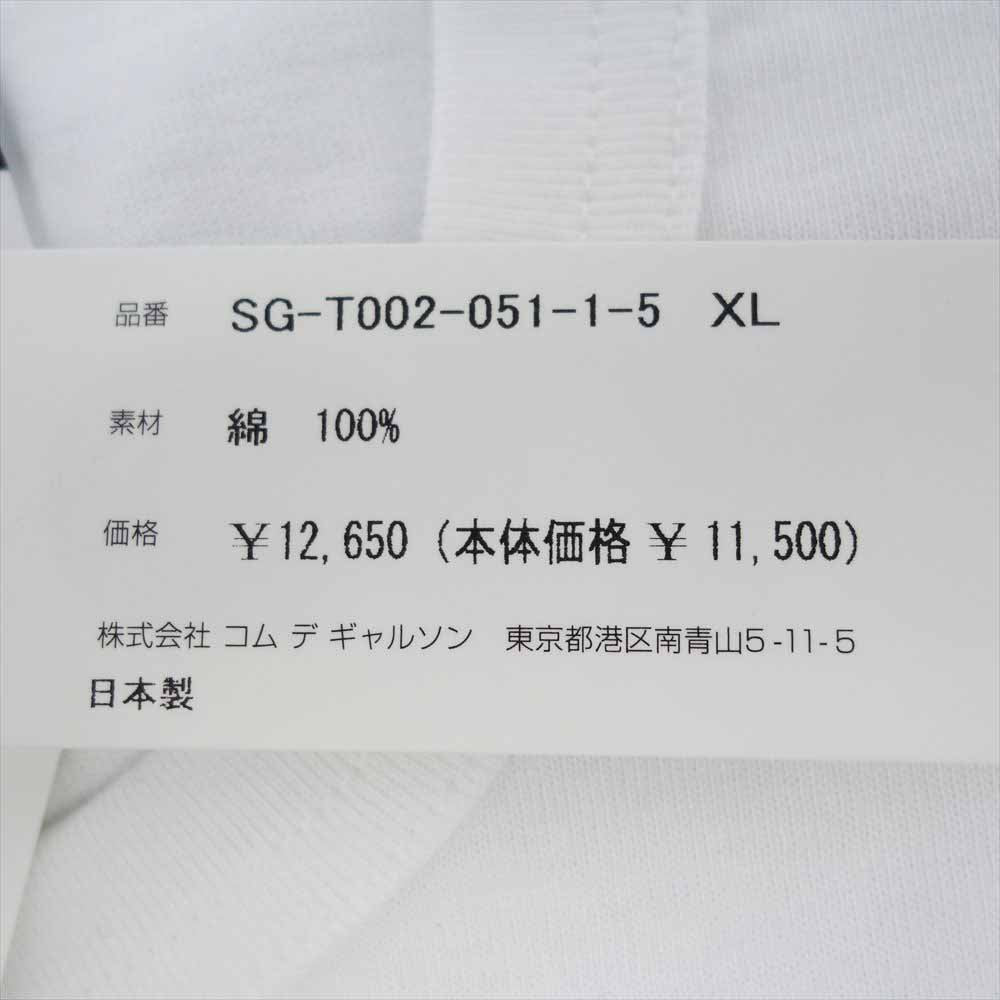 品番 SG-T002-051-1-5 XL
素材 綿 100%
価格 ￥12,650 (本体価格 ￥ 11,500)
株式会社 コム デ ギャルソン 東京都港区南青山5-11-5
日本製